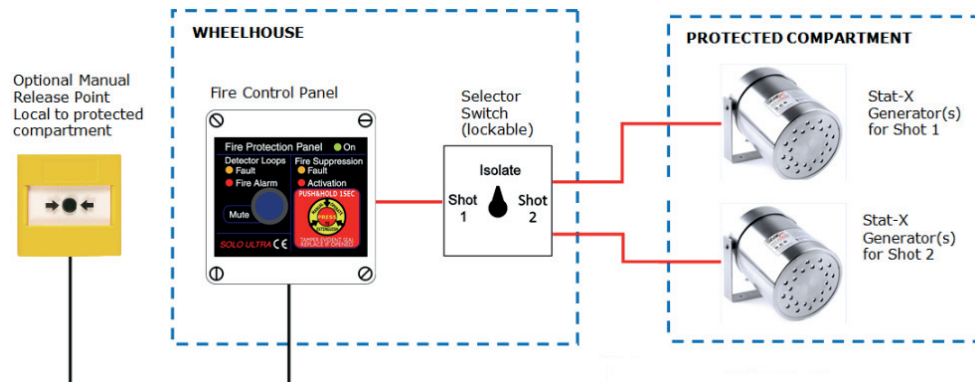 WHEELHOUSE
PROTECTED COMPARTMENT
Optional Manual
Release Point
Local to protected
compartment
Fire Control Panel
Fire Protection Panel On
Detector Loops
Fault
Fire Alarm
Mute
SOLO ULTRA CE
Fire Suppression
Fault
Activation
PUSH&HOLD 1SEC
PRESS
TAMPER EVIDENT SEAL
REPLACE IF OPENED
Selector
Switch
(lockable)
Isolate
Shot
1
Shot
2
Stat-X
Generator(s)
for Shot 1
Stat-X
Generator(s)
for Shot 2